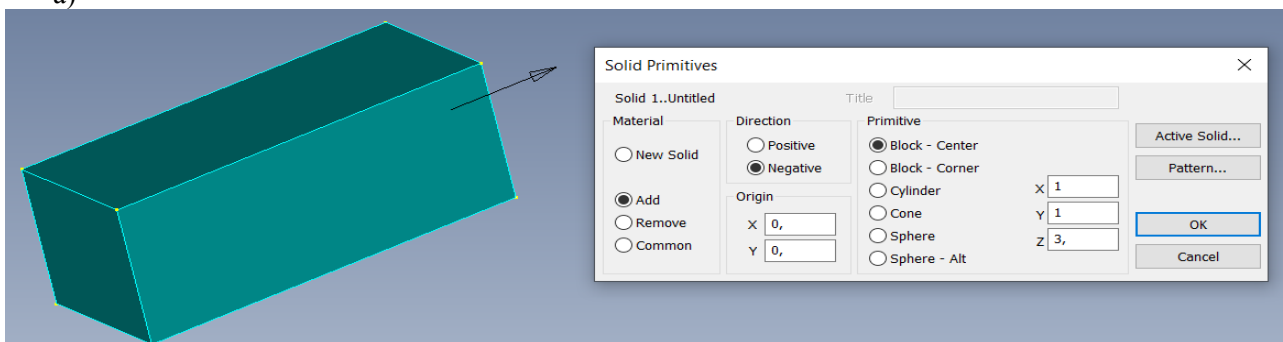 a)
Solid Primitives
Solid 1..Untitled
Title
Material
New Solid
Add
Remove
Common
Direction
Positive
Negative
Origin
X 0,
Y 0,
Primitive
Block - Center
Block - Corner
Cylinder
Cone
Sphere
Sphere - Alt
X 1
Y 1
Z 3,
Active Solid...
Pattern...
OK
Cancel